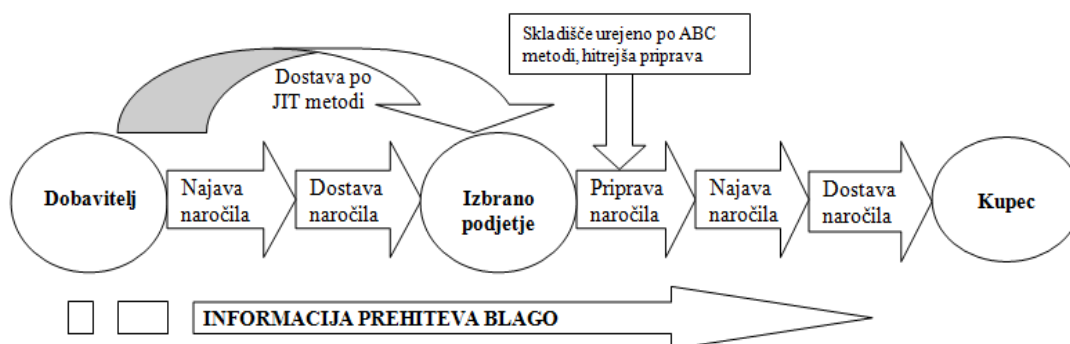 Skladišče urejeno po ABC
metodi, hitrejša priprava
Dostava po
JIT metodi
Dobavitelj
Najava
naročila
Dostava
naročila
Izbrano
podjetje
Priprava
naročila
Najava
naročila
Dostava
naročila
Kupec
INFORMACIJA PREHITEVA BLAGO